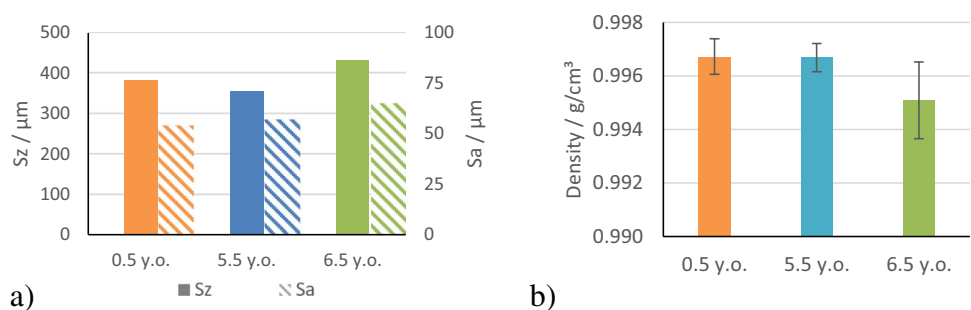 500
400
300
200
100
0
Sz / µm
100
75
50
25
0
Sa / µm
0.5 y.o. 5.5 y.o. 6.5 y.o.
Sz Sa
a)
0.998
0.996
0.994
0.992
0.990
Density / g/cm³
0.5 y.o. 5.5 y.o. 6.5 y.o.
b)